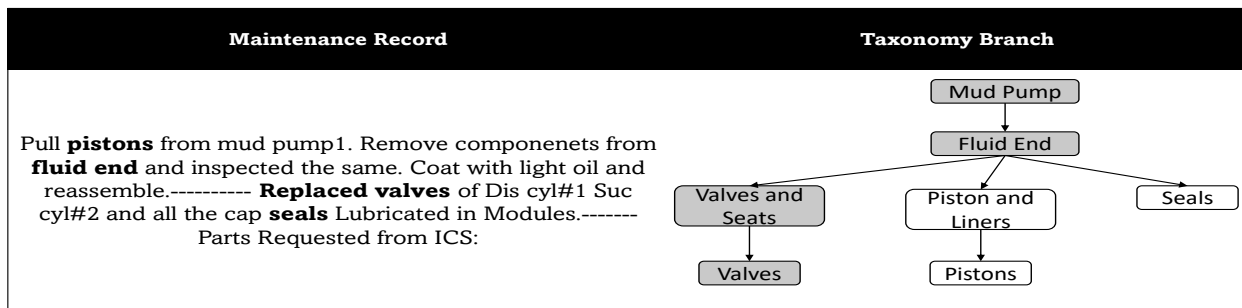 Maintenance Record
Taxonomy Branch
Pull pistons from mud pump1. Remove componenets from
fluid end and inspected the same. Coat with light oil and
reassemble.---------- Replaced valves of Dis cyl#1 Suc
cyl#2 and all the cap seals Lubricated in Modules.-------
Parts Requested from ICS:
Mud Pump
Fluid End
Valves and
Seats
Piston and
Liners
Seals
Valves
Pistons